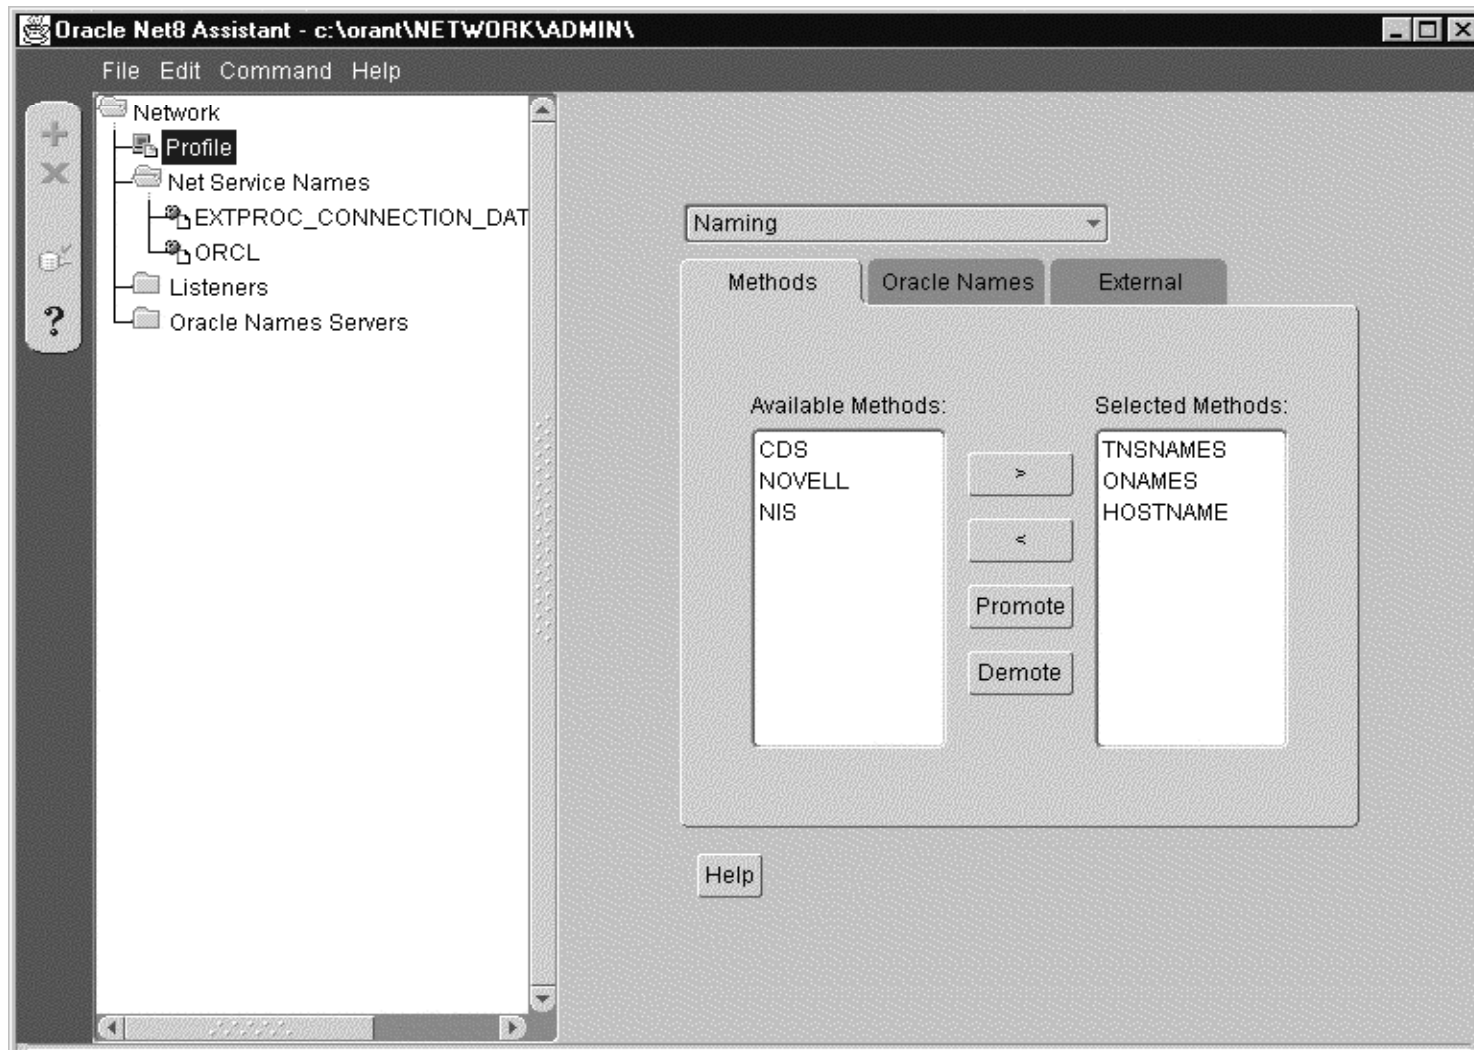 Oracle Net8 Assistant - c:\orant\NETWORK\ADMIN\
File Edit Command Help
Network
Profile
Net Service Names
EXTPROC_CONNECTION_DAT
ORCL
Listeners
Oracle Names Servers
?
Naming
Methods Oracle Names External
Available Methods:
CDS
NOVELL
NIS
>
<
Promote
Demote
Selected Methods:
TNSNAMES
ONAMES
HOSTNAME
Help